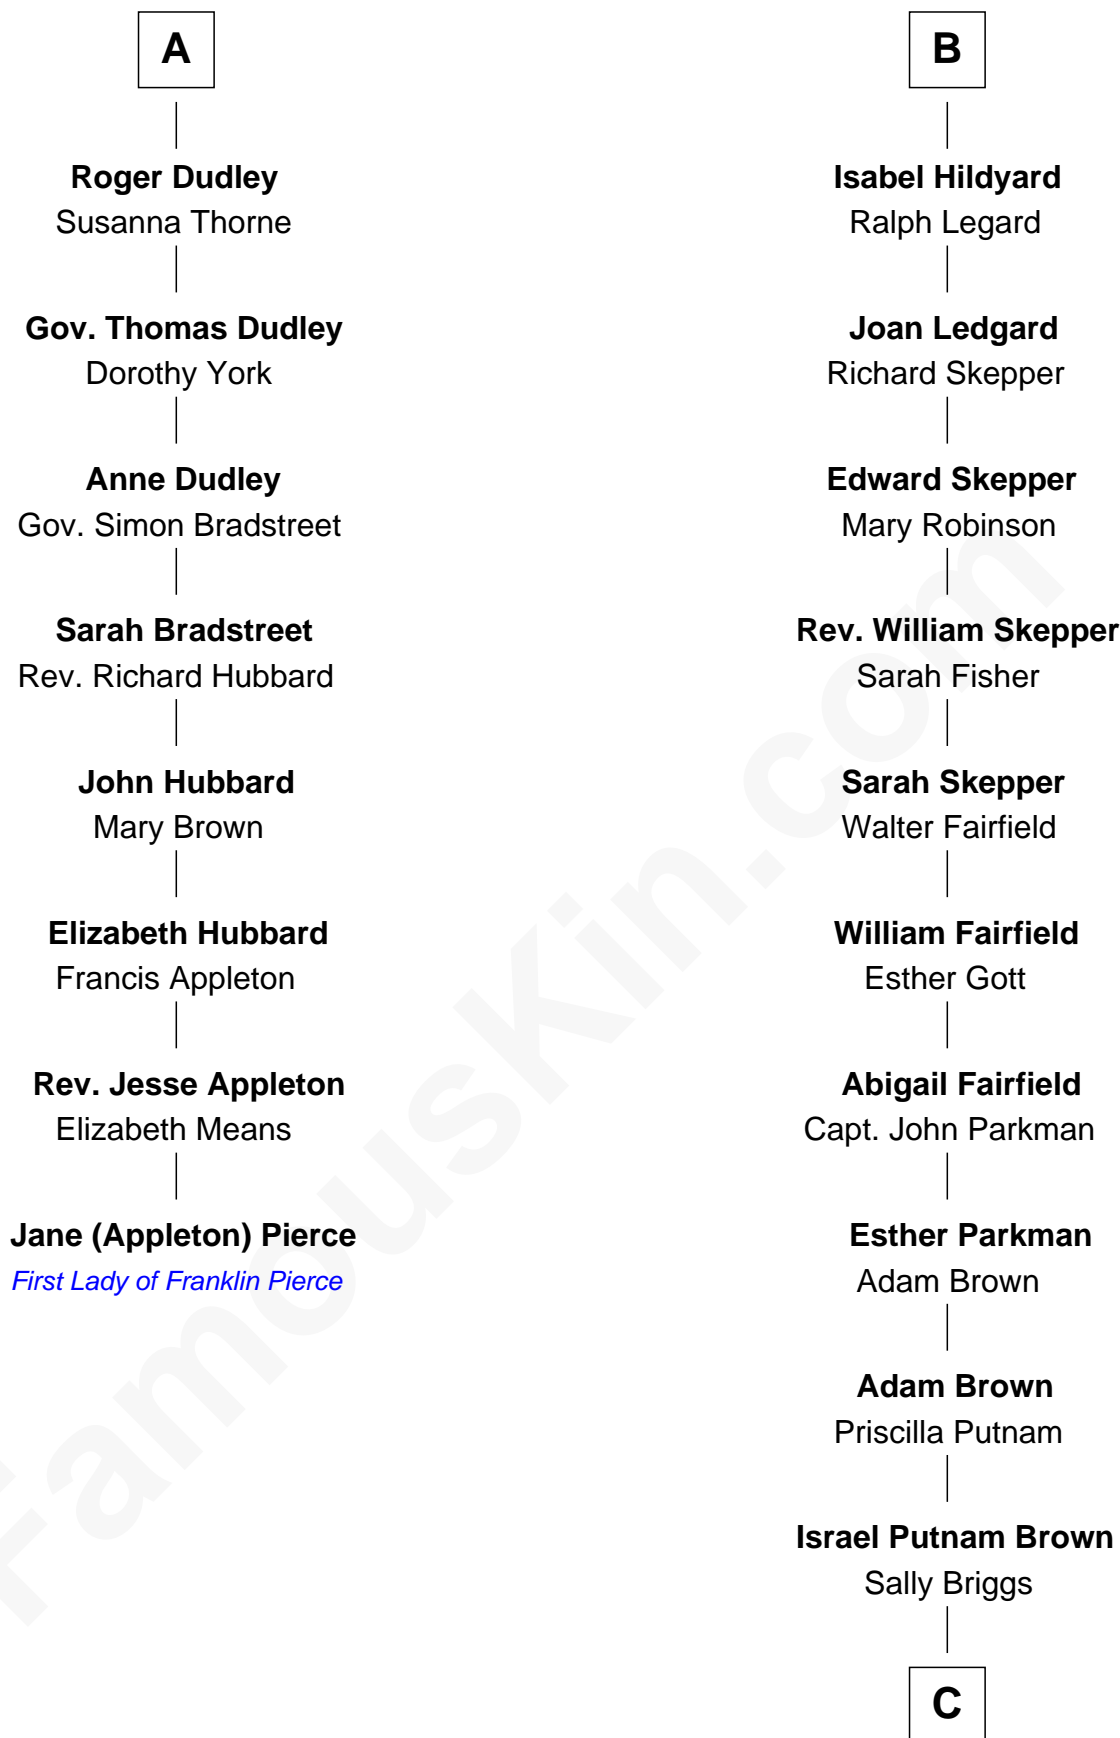 A
Roger Dudley
Susanna Thorne
Gov. Thomas Dudley
Dorothy York
Anne Dudley
Gov. Simon Bradstreet
Sarah Bradstreet
Rev. Richard Hubbard
John Hubbard
Mary Brown
Elizabeth Hubbard
Francis Appleton
Rev. Jesse Appleton
Elizabeth Means
Jane (Appleton) Pierce
First Lady of Franklin Pierce
B
Isabel Hildyard
Ralph Legard
Joan Ledgard
Richard Skepper
Edward Skepper
Mary Robinson
Rev. William Skepper
Sarah Fisher
Sarah Skepper
Walter Fairfield
William Fairfield
Esther Gott
Abigail Fairfield
Capt. John Parkman
Esther Parkman
Adam Brown
Adam Brown
Priscilla Putnam
Israel Putnam Brown
Sally Briggs
C
FamousKin.com